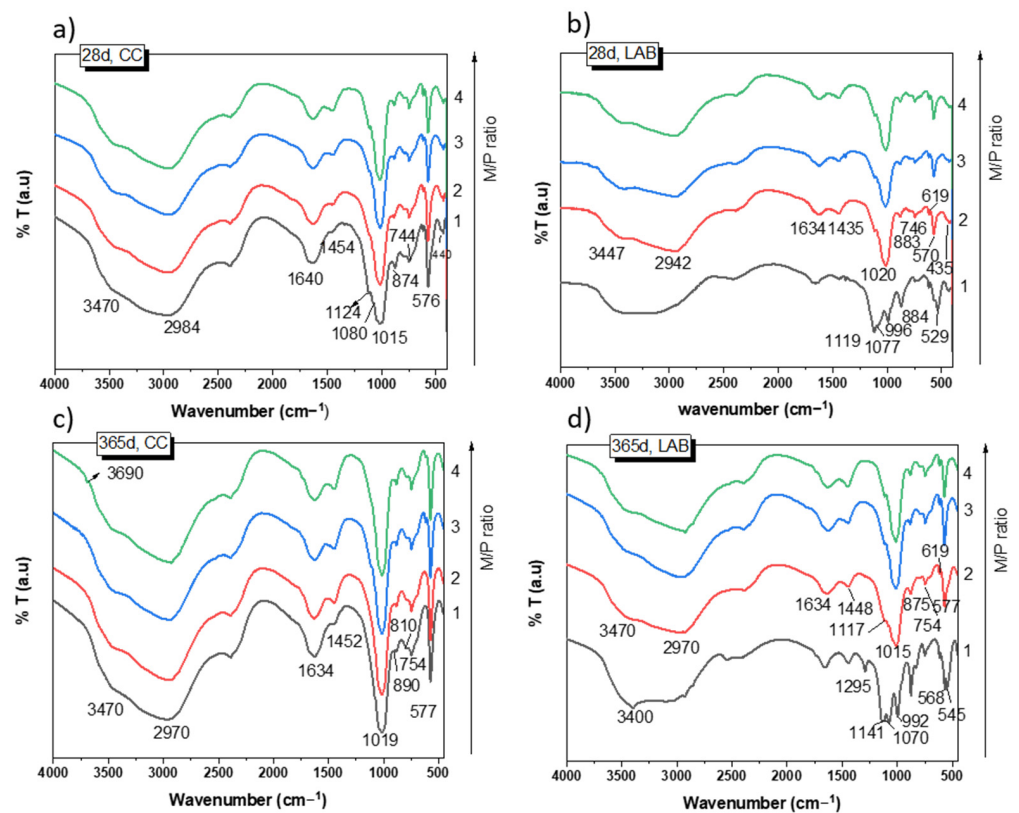 a)
28d, CC
% T (a.u)
M/P ratio
4
3
2
1
3470
2984
1640
1454
1124
1080
1015
744
874
576
440
4000 3500 3000 2500 2000 1500 1000 500
Wavenumber (cm−1)
b)
28d, LAB
%T (a.u)
M/P ratio
4
3
2
1
3447
2942
1634
1435
1020
746
883
619
570
435
1119
1077
996
884
529
4000 3500 3000 2500 2000 1500 1000 500
wavenumber (cm−1)
c)
365d, CC
% T (a.u)
M/P ratio
4
3
2
1
3690
3470
2970
1634
1452
1019
810
754
890
577
4000 3500 3000 2500 2000 1500 1000 500
Wavenumber (cm−1)
d)
365d, LAB
% T (a.u)
M/P ratio
4
3
2
1
3470
2970
1634
1448
1117
1015
875
754
619
577
3400
1295
1141
1070
992
568
545
4000 3500 3000 2500 2000 1500 1000 500
Wavenumber (cm−1)